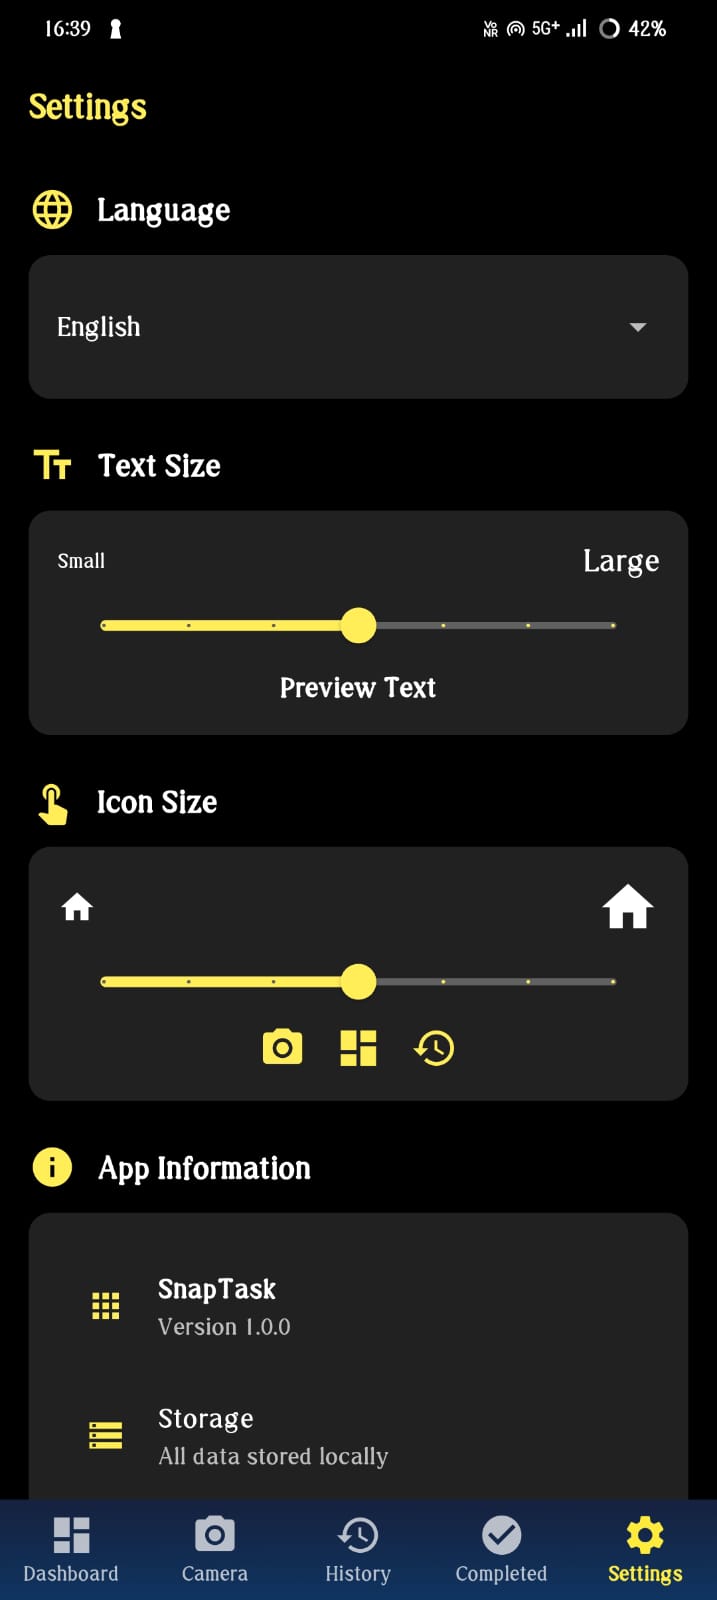 16:39 Vo NR 5G+ 42%
Settings
Language
English
Text Size
Small Large
Preview Text
Icon Size
App Information
SnapTask
Version 1.0.0
Storage
All data stored locally
Dashboard Camera History Completed Settings